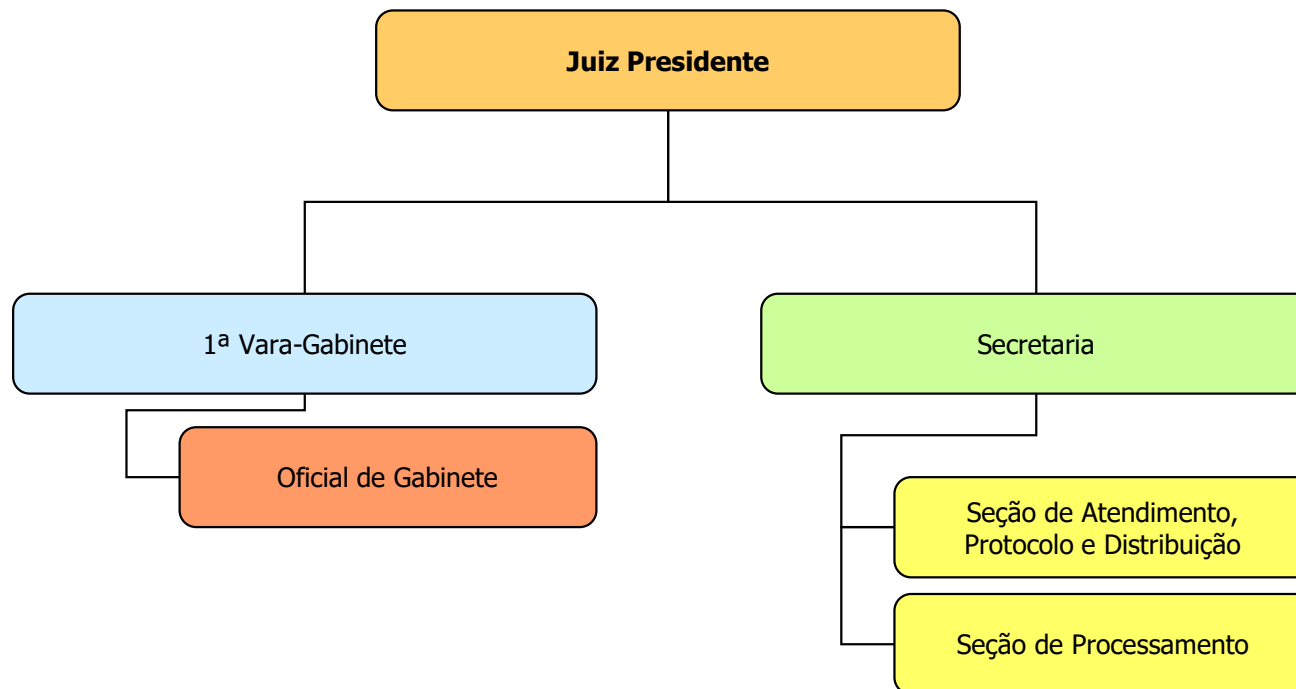 Juiz Presidente
1ª Vara-Gabinete
Secretaria
Oficial de Gabinete
Seção de Atendimento,
Protocolo e Distribuição
Seção de Processamento